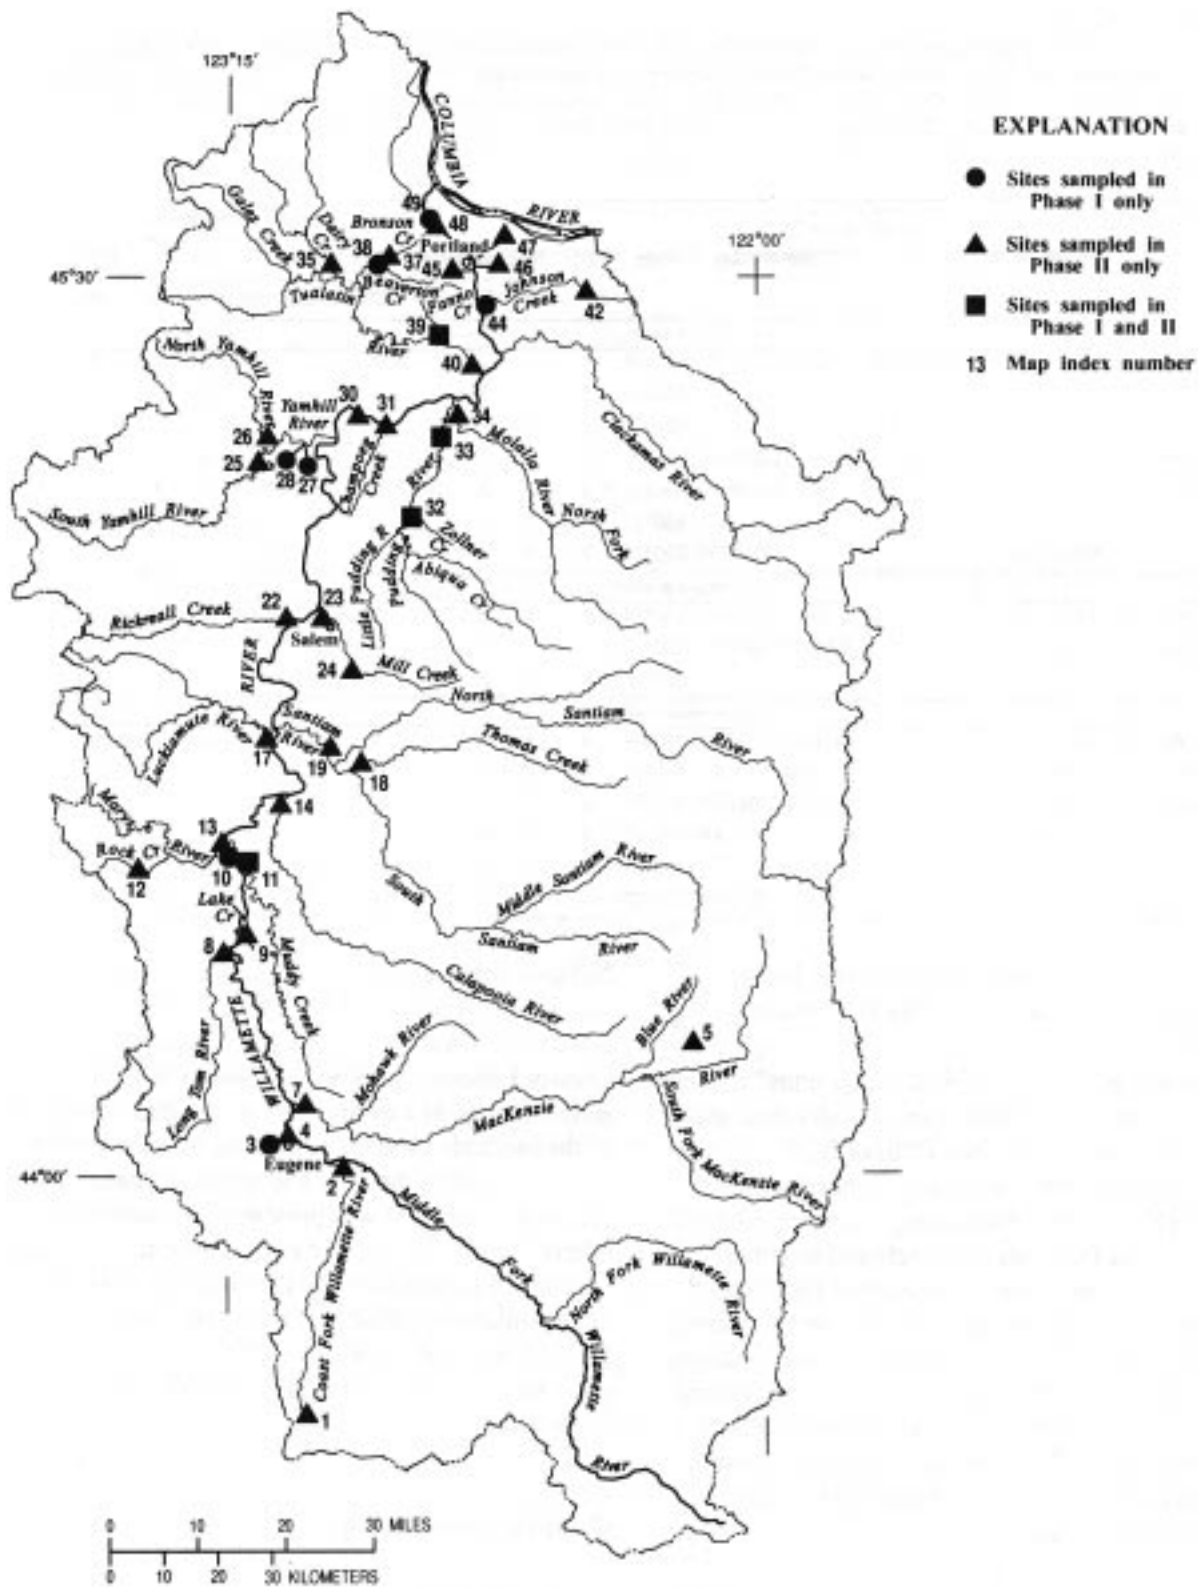 123°15'
COLUMBIA
RIVER
EXPLANATION
Sites sampled in
Phase I only
Sites sampled in
Phase II only
Sites sampled in
Phase I and II
13 Map index number
122°00'
45°30'
Gales
Creek
Dairy
Cr
Bronson
Cr
49
48
Portland
47
38
37
35
45
46
Beaverton
Cr
Fanno
Cr
Johnson
Creek
42
44
Tualatin
River
39
40
North Yamhill
River
Yamhill
River
30
31
34
33
26
25
28
27
Champoeg
Creek
River
Molalla
River
North
Fork
Clackamas River
South Yamhill River
32
Zollner
Cr
Abiqua Cr
Little Pudding R
Pudding
Rickreall Creek
22
23
Salem
24
Mill Creek
RIVER
North
Santiam
River
Luckiamute River
17
Santiam
River
19
18
Thomas Creek
14
Marys
River
Rock Cr
13
12
10
11
Lake
Cr
8
9
Muddy Creek
South
Santiam
River
Middle Santiam River
Calapooia River
Blue River
5
River
WILLAMETTE
Long Tom River
Mohawk River
7
MacKenzie
South Fork MacKenzie River
3
4
6
Eugene
2
44°00'
Middle
Fork
Willamette
River
North Fork Willamette River
Coast Fork Willamette River
1
0 10 20 30 MILES
0 10 20 30 KILOMETERS